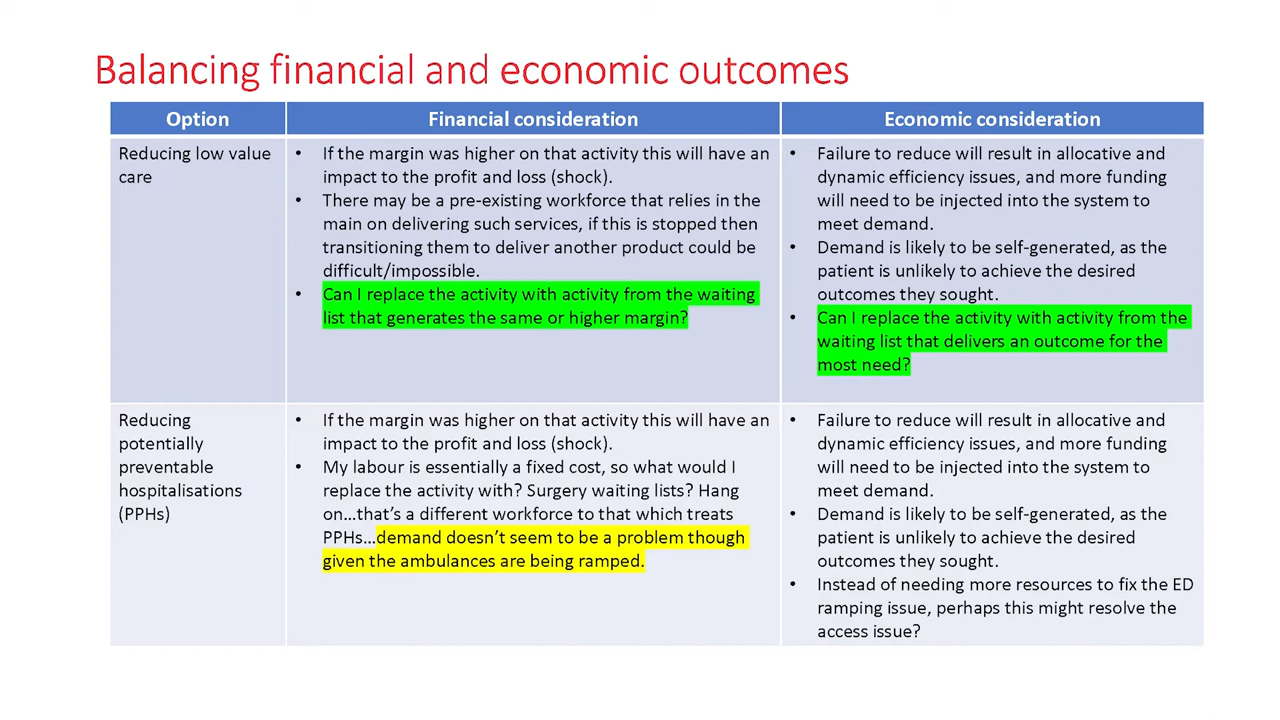 Balancing financial and economic outcomes
Option
Financial consideration
Economic consideration
Reducing low value
care
• If the margin was higher on that activity this will have an
impact to the profit and loss (shock).
• There may be a pre-existing workforce that relies in the
main on delivering such services, if this is stopped then
transitioning them to deliver another product could be
difficult/impossible.
• Can I replace the activity with activity from the waiting
list that generates the same or higher margin?
• Failure to reduce will result in allocative and
dynamic efficiency issues, and more funding
will need to be injected into the system to
meet demand.
• Demand is likely to be self-generated, as the
patient is unlikely to achieve the desired
outcomes they sought.
• Can I replace the activity with activity from the
waiting list that delivers an outcome for the
most need?
Reducing
potentially
preventable
hospitalisations
(PPHs)
• If the margin was higher on that activity this will have an
impact to the profit and loss (shock).
• My labour is essentially a fixed cost, so what would I
replace the activity with? Surgery waiting lists? Hang
on…that’s a different workforce to that which treats
PPHs…demand doesn’t seem to be a problem though
given the ambulances are being ramped.
• Failure to reduce will result in allocative and
dynamic efficiency issues, and more funding
will need to be injected into the system to
meet demand.
• Demand is likely to be self-generated, as the
patient is unlikely to achieve the desired
outcomes they sought.
• Instead of needing more resources to fix the ED
ramping issue, perhaps this might resolve the
access issue?